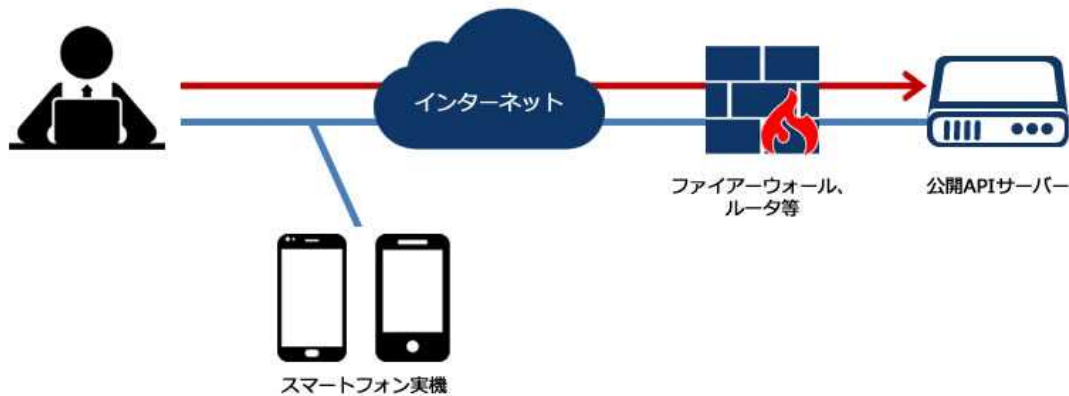 インターネット
ファイアーウォール、
ルータ等
公開APIサーバー
スマートフォン実機